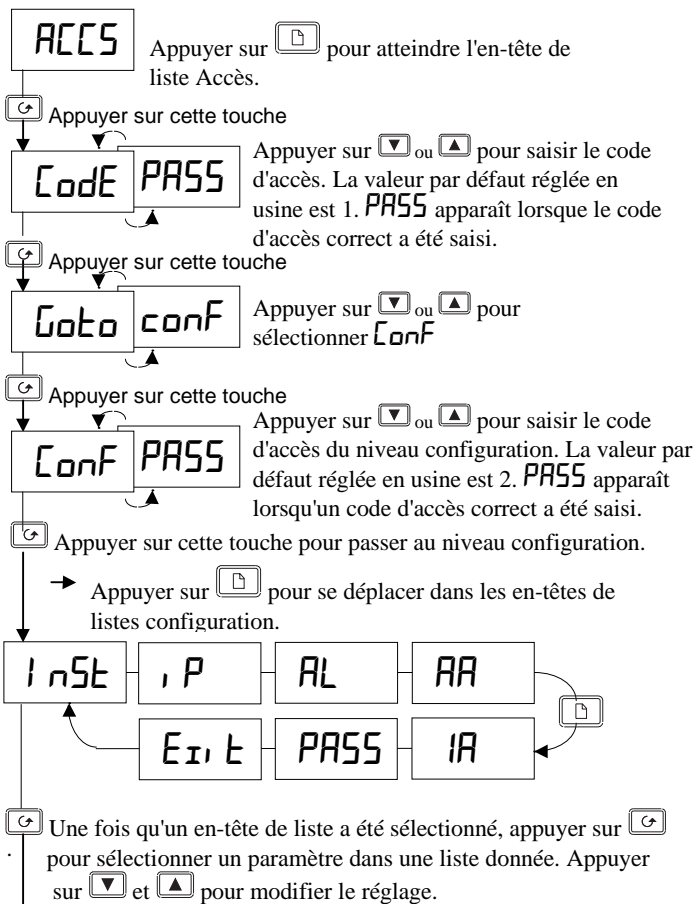 ACCS
Appuyer sur pour atteindre l'en-tête de
liste Accès.
Appuyer sur cette touche
CodE PASS
Appuyer sur ou pour saisir le code
d'accès. La valeur par défaut réglée en
usine est 1. PASS apparaît lorsque le code
d'accès correct a été saisi.
Appuyer sur cette touche
Goto conF
Appuyer sur ou pour
sélectionner ConF
Appuyer sur cette touche
ConF PASS
Appuyer sur ou pour saisir le code
d'accès du niveau configuration. La valeur par
défaut réglée en usine est 2. PASS apparaît
lorsqu'un code d'accès correct a été saisi.
Appuyer sur cette touche pour passer au niveau configuration.
Appuyer sur pour se déplacer dans les en-têtes de
listes configuration.
InSt iP AL AA
Exit PASS 1A
Une fois qu'un en-tête de liste a été sélectionné, appuyer sur
. pour sélectionner un paramètre dans une liste donnée. Appuyer
sur et pour modifier le réglage.